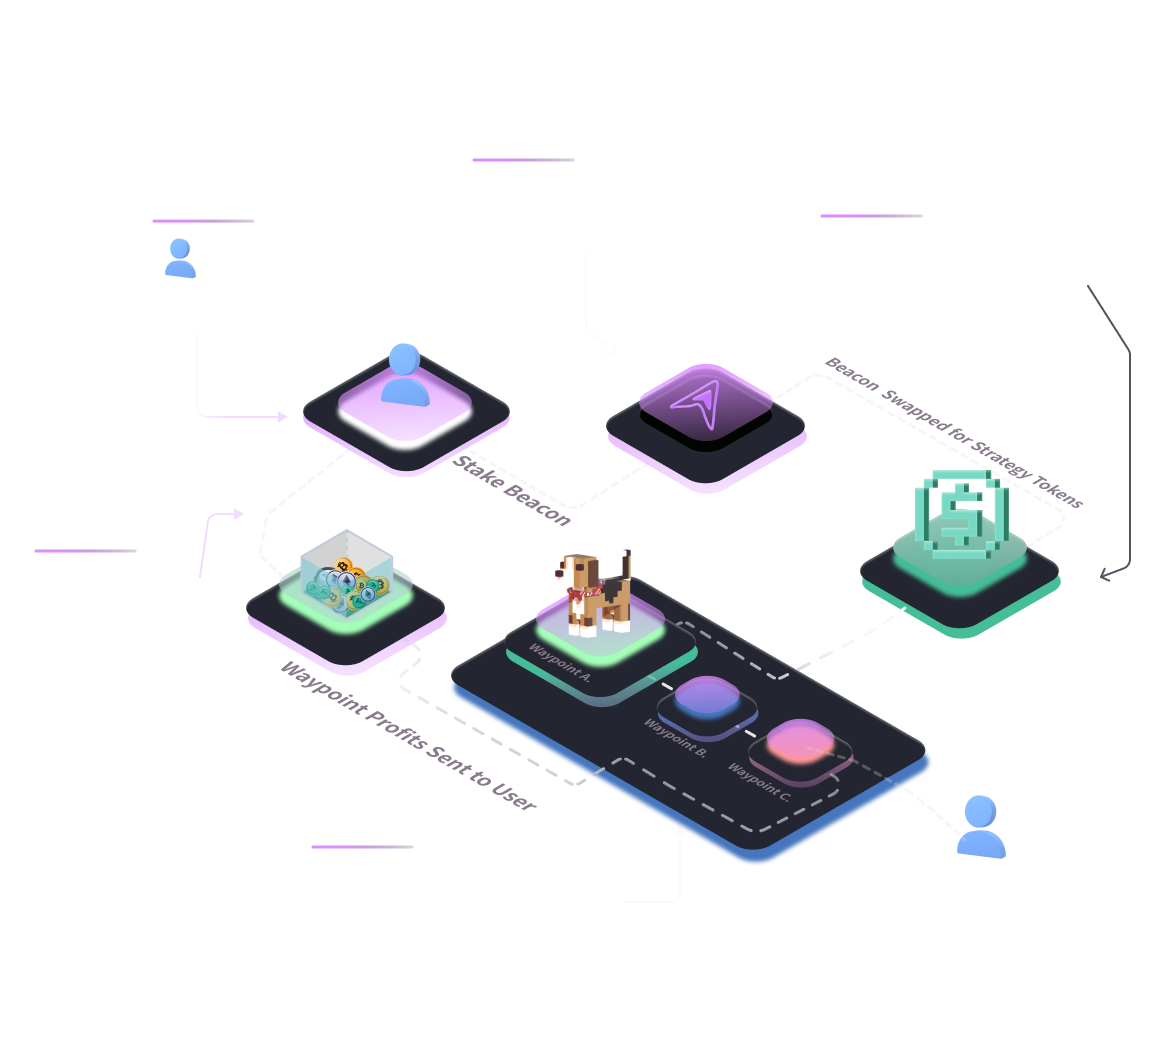 Beacon Swapped for Strategy Tokens
Stake Beacon
Waypoint A.
Waypoint B.
Waypoint C.
Waypoint Profits Sent to User